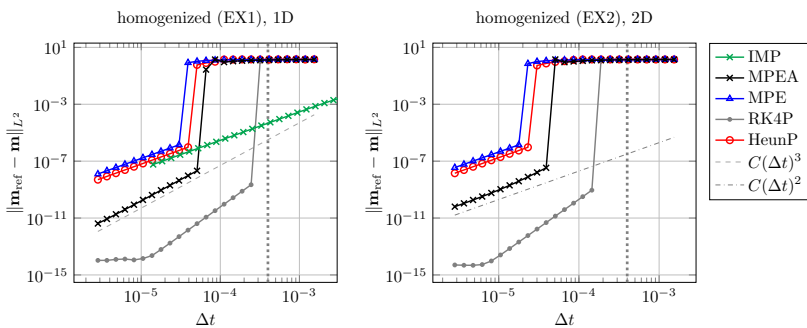 homogenized (EX1), 1D
10^1
10^−3
10^−7
10^−11
10^−15
‖m_ref − m‖_{L^2}
10^−5
10^−4
10^−3
Δt
homogenized (EX2), 2D
10^1
10^−3
10^−7
10^−11
10^−15
‖m_ref − m‖_{L^2}
10^−5
10^−4
10^−3
Δt
IMP
MPEA
MPE
RK4P
HeunP
C(Δt)^3
C(Δt)^2